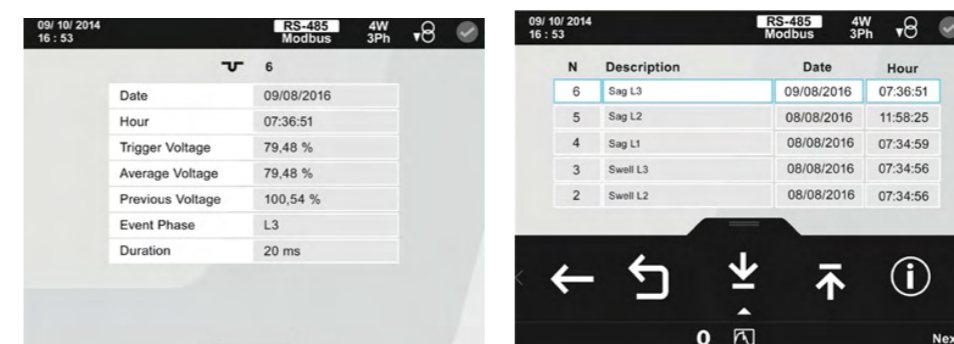 09/ 10/ 2014 RS-485 4W
16 : 53 Modbus 3Ph
6
Date 09/08/2016
Hour 07:36:51
Trigger Voltage 79,48 %
Average Voltage 79,48 %
Previous Voltage 100,54 %
Event Phase L3
Duration 20 ms
09/ 10/ 2014 RS-485 4W
16 : 53 Modbus 3Ph
N Description Date Hour
6 Sag L3 09/08/2016 07:36:51
5 Sag L2 08/08/2016 11:58:25
4 Sag L1 08/08/2016 07:34:59
3 Swell L3 08/08/2016 07:34:56
2 Swell L2 08/08/2016 07:34:56
0